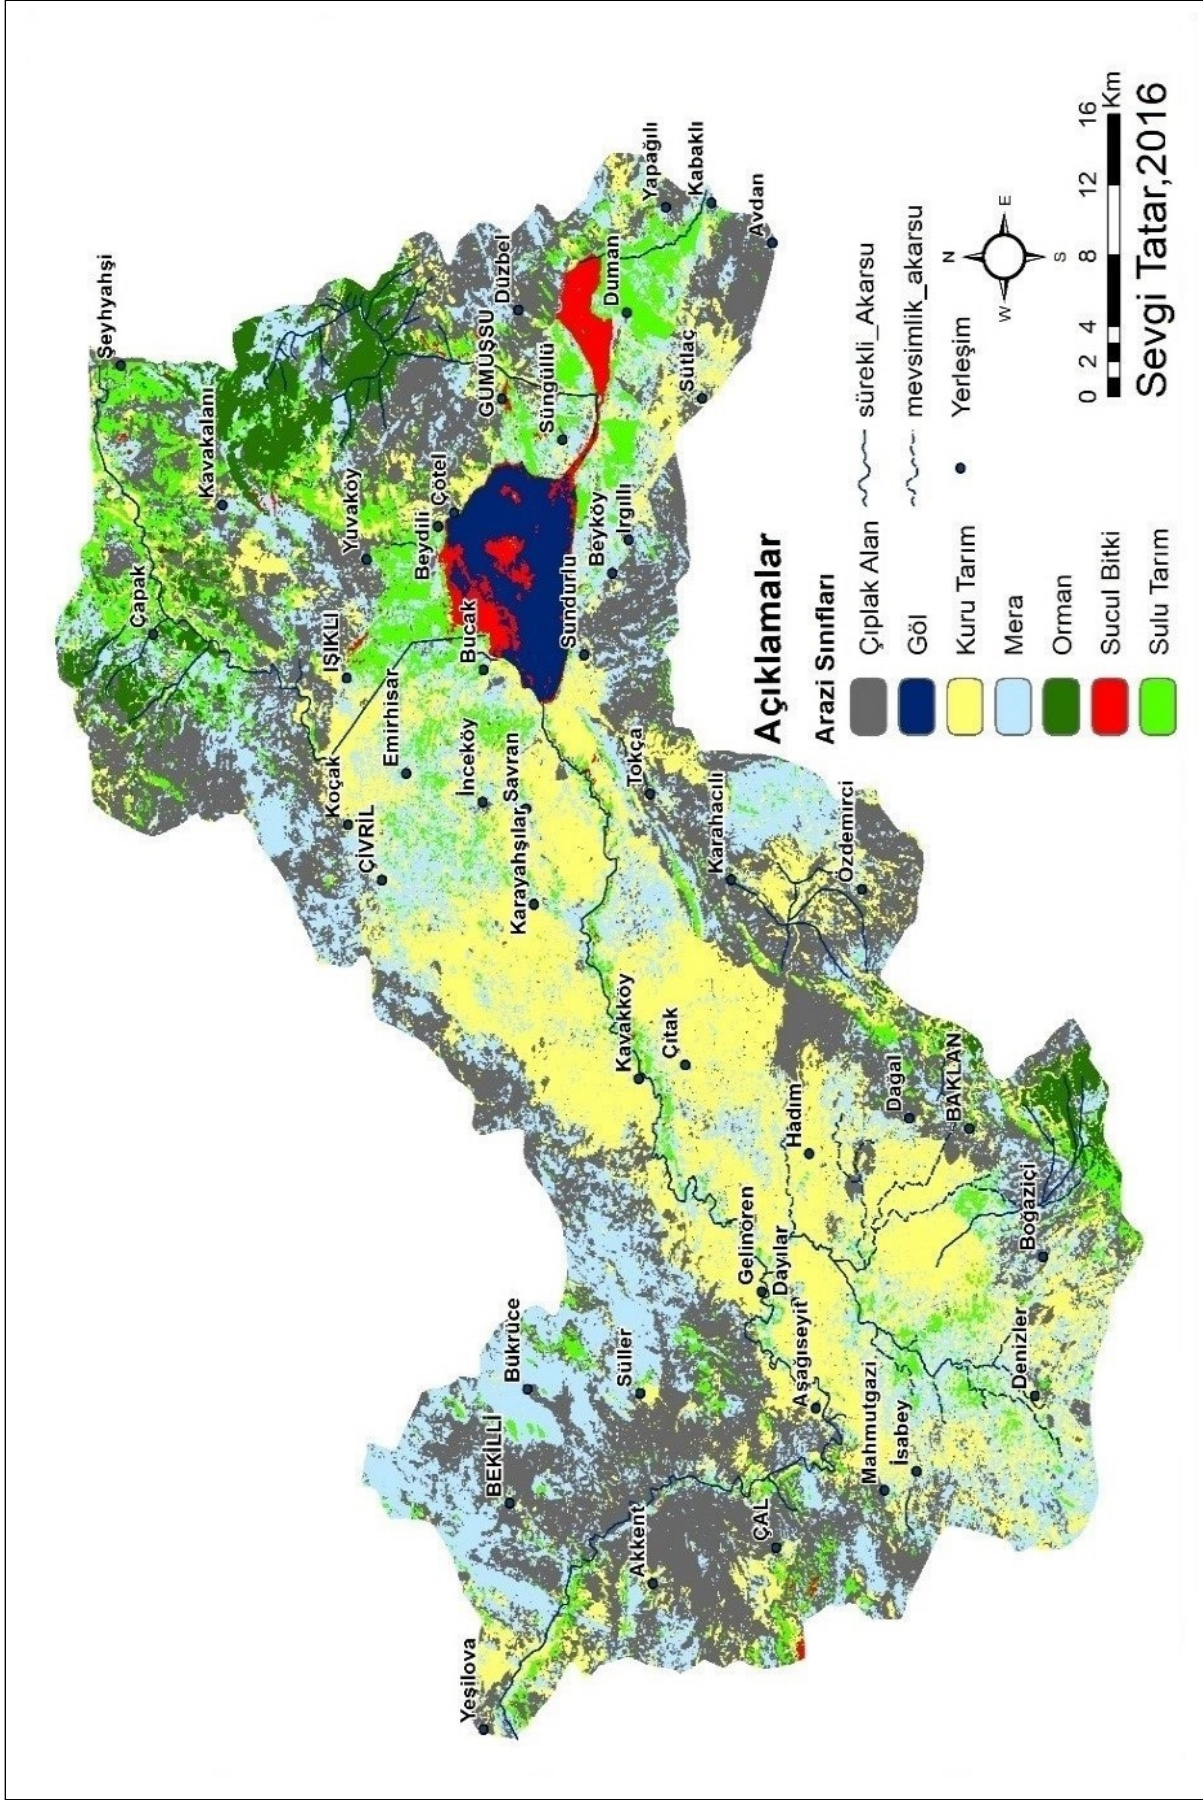 Şeyhyahşi
Çapak
Kavakalanı
Yuvaköy
IŞIKLI
Koçak
ÇİVRİL
Beydili
Çötel
Emirhisar
Bucak
GÜMÜŞSU
Düzbel
İnceköy
Savran
Karayahşılar
Süngüllü
Sundurlu
Beyköy
Irgıllı
Duman
Yapağılı
Kabaklı
Avdan
Sütlaç
Tokça
Karahacılı
Özdemirci
Kavakköy
Çıtak
Hadım
Dağal
BAKLAN
Boğaziçi
Gelinören
Dayılar
Aşağıseyit
Mahmutgazi
İsabey
Denizler
Bükrüce
Süller
BEKİLLİ
Akkent
ÇAL
Yeşilova
Açıklamalar
Arazi Sınıfları
Çıplak Alan
Göl
Kuru Tarım
Mera
Orman
Sucul Bitki
Sulu Tarım
sürekli_Akarsu
mevsimlik_akarsu
Yerleşim
N
W E
S
0 2 4 8 12 16
Km
Sevgi Tatar,2016